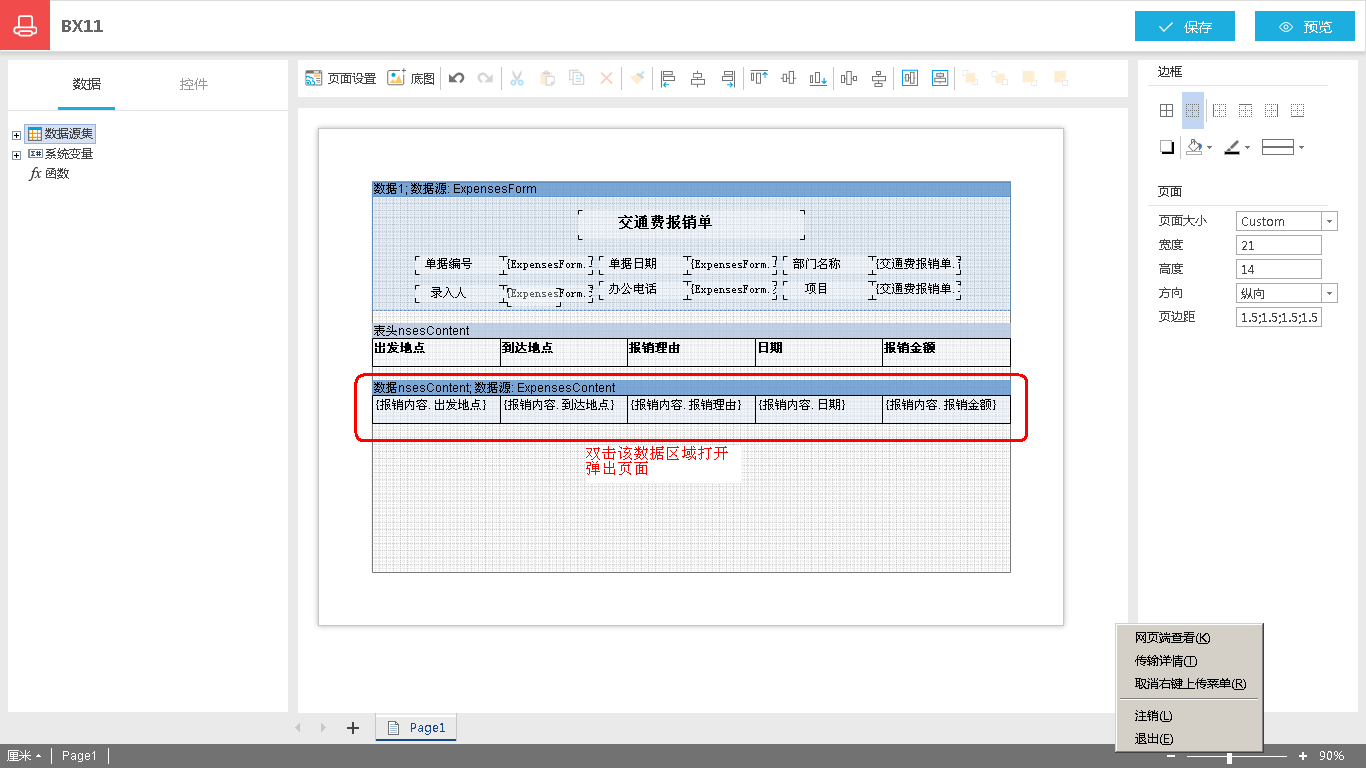 BX11
保存
预览
数据
控件
页面设置
底图
边框
数据源集
系统变量
fx 函数
数据1; 数据源: ExpensesForm
交通费报销单
单据编号 {ExpensesForm. 单据日期 {ExpensesForm. 部门名称 {交通费报销单.
录入人 {ExpensesForm. 办公电话 {ExpensesForm. 项目 {交通费报销单.
表头nsesContent
出发地点 到达地点 报销理由 日期 报销金额
数据nsesContent; 数据源: ExpensesContent
{报销内容. 出发地点} {报销内容. 到达地点} {报销内容. 报销理由} {报销内容. 日期} {报销内容. 报销金额}
双击该数据区域打开
弹出页面
页面
页面大小 Custom
宽度 21
高度 14
方向 纵向
页边距 1.5;1.5;1.5;1.5
网页端查看(K)
传输详情(T)
取消右键上传菜单(R)
注销(L)
退出(E)
Page1
厘米
Page1
90%